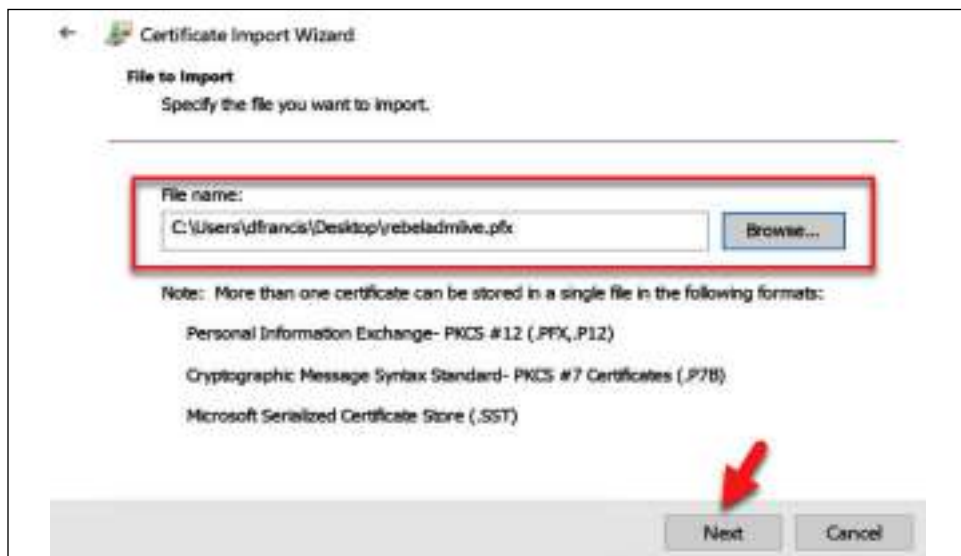 Certificate Import Wizard
File to Import
Specify the file you want to import.
File name:
C:\Users\dfrancis\Desktop\rebeladmlive.pfx
Browse...
Note: More than one certificate can be stored in a single file in the following formats:
Personal Information Exchange- PKCS #12 (.PFX,.P12)
Cryptographic Message Syntax Standard- PKCS #7 Certificates (.P7B)
Microsoft Serialized Certificate Store (.SST)
Next
Cancel